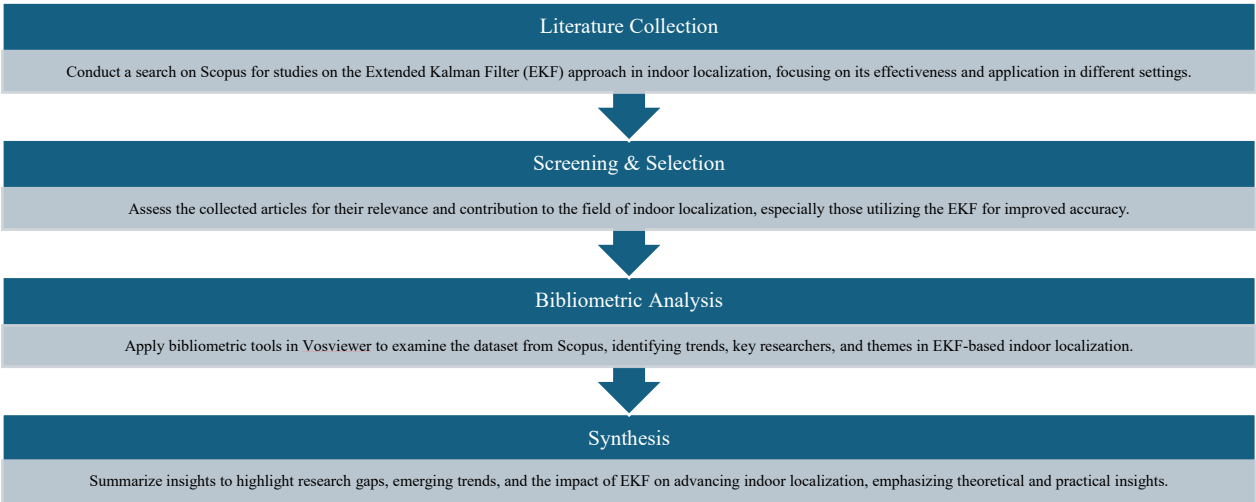 Literature Collection
Conduct a search on Scopus for studies on the Extended Kalman Filter (EKF) approach in indoor localization, focusing on its effectiveness and application in different settings.
Screening & Selection
Assess the collected articles for their relevance and contribution to the field of indoor localization, especially those utilizing the EKF for improved accuracy.
Bibliometric Analysis
Apply bibliometric tools in Vosviewer to examine the dataset from Scopus, identifying trends, key researchers, and themes in EKF-based indoor localization.
Synthesis
Summarize insights to highlight research gaps, emerging trends, and the impact of EKF on advancing indoor localization, emphasizing theoretical and practical insights.